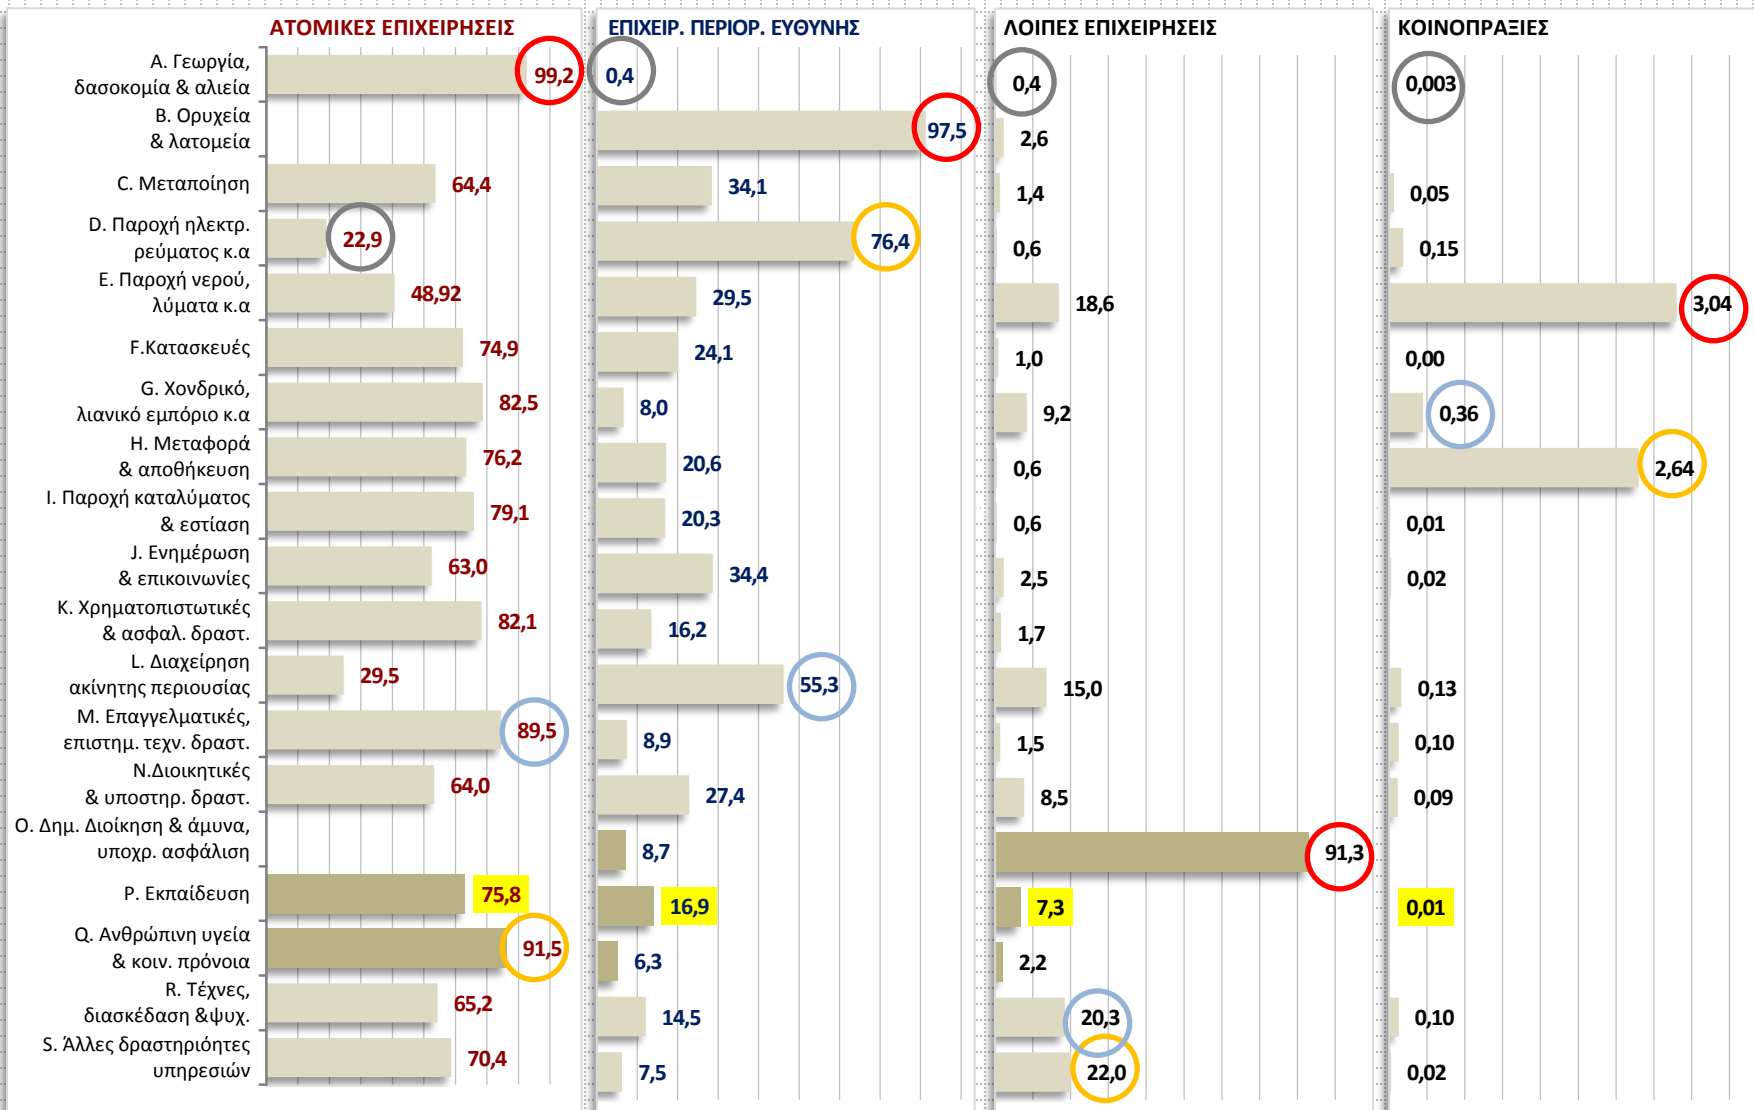 ΑΤΟΜΙΚΕΣ ΕΠΙΧΕΙΡΗΣΕΙΣ ΕΠΙΧΕΙΡ. ΠΕΡΙΟΡ. ΕΥΘΥΝΗΣ ΛΟΙΠΕΣ ΕΠΙΧΕΙΡΗΣΕΙΣ ΚΟΙΝΟΠΡΑΞΙΕΣ
A. Γεωργία,
δασοκομία & αλιεία 99,2 0,4 0,4 0,003
B. Ορυχεία
& λατομεία 97,5 2,6
C. Μεταποίηση 64,4 34,1 1,4 0,05
D. Παροχή ηλεκτρ.
ρεύματος κ.α 22,9 76,4 0,6 0,15
E. Παροχή νερού,
λύματα κ.α 48,92 29,5 18,6 3,04
F.Κατασκευές 74,9 24,1 1,0 0,00
G. Χονδρικό,
λιανικό εμπόριο κ.α 82,5 8,0 9,2 0,36
H. Μεταφορά
& αποθήκευση 76,2 20,6 0,6 2,64
I. Παροχή καταλύματος
& εστίαση 79,1 20,3 0,6 0,01
J. Ενημέρωση
& επικοινωνίες 63,0 34,4 2,5 0,02
K. Χρηματοπιστωτικές
& ασφαλ. δραστ. 82,1 16,2 1,7
L. Διαχείρηση
ακίνητης περιουσίας 29,5 55,3 15,0 0,13
M. Επαγγελματικές,
επιστημ. τεχν. δραστ. 89,5 8,9 1,5 0,10
N.Διοικητικές
& υποστηρ. δραστ. 64,0 27,4 8,5 0,09
O. Δημ. Διοίκηση & άμυνα,
υποχρ. ασφάλιση 8,7 91,3
P. Εκπαίδευση 75,8 16,9 7,3 0,01
Q. Ανθρώπινη υγεία
& κοιν. πρόνοια 91,5 6,3 2,2
R. Τέχνες,
διασκέδαση &ψυχ. 65,2 14,5 20,3 0,10
S. Άλλες δραστηριόητες
υπηρεσιών 70,4 7,5 22,0 0,02